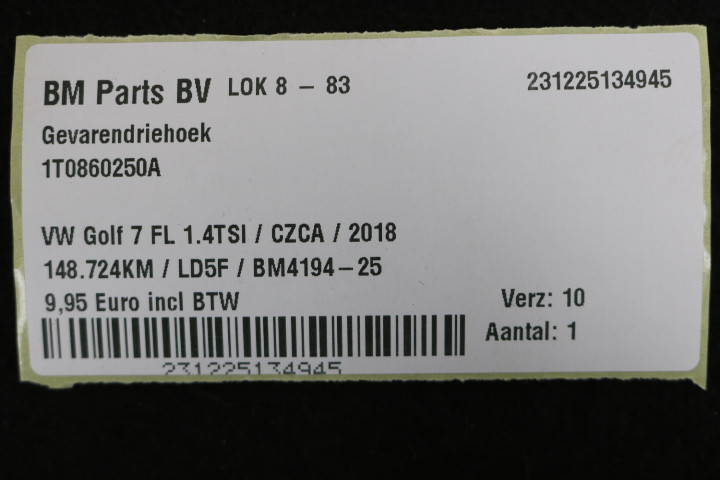 BM Parts BV LOK 8 – 83 231225134945
Gevarendriehoek
1T0860250A
VW Golf 7 FL 1.4TSI / CZCA / 2018
148.724KM / LD5F / BM4194–25
9,95 Euro incl BTW Verz: 10
Aantal: 1
231225134945